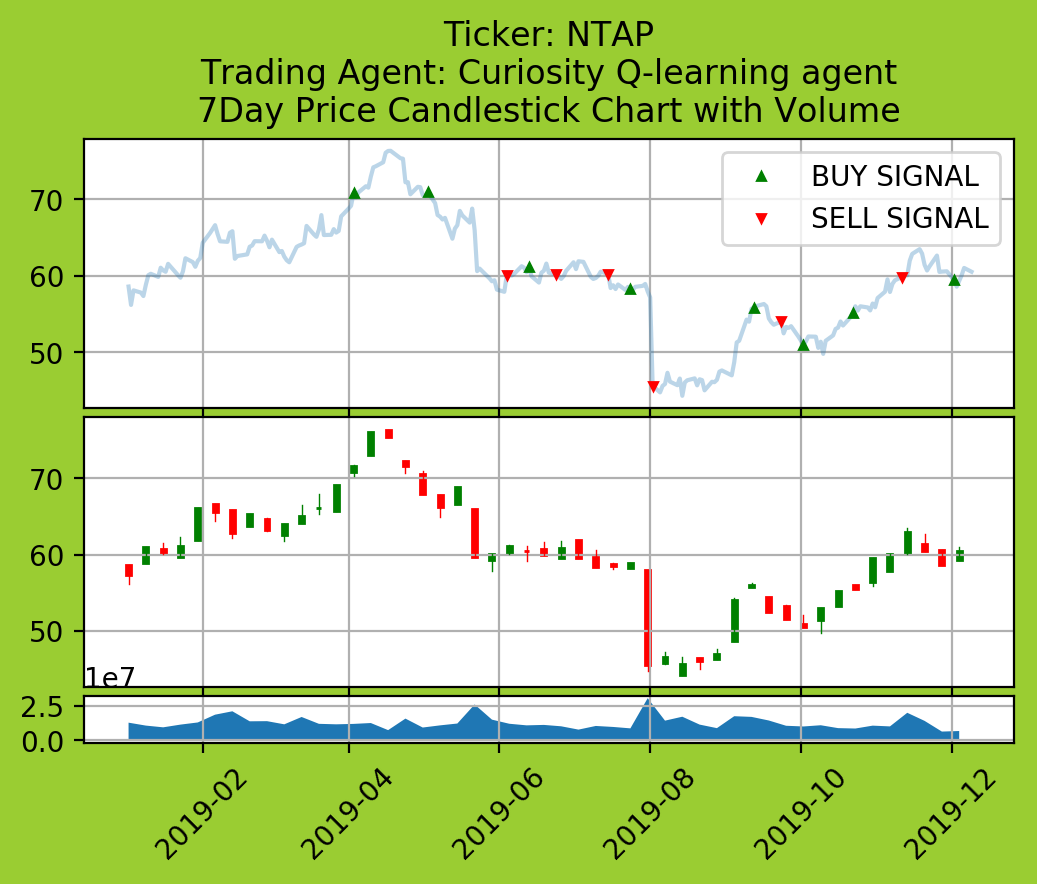 Ticker: NTAP
Trading Agent: Curiosity Q-learning agent
7Day Price Candlestick Chart with Volume
BUY SIGNAL
SELL SIGNAL
70
60
50
70
60
50
1e7
2.5
0.0
2019-02
2019-04
2019-06
2019-08
2019-10
2019-12